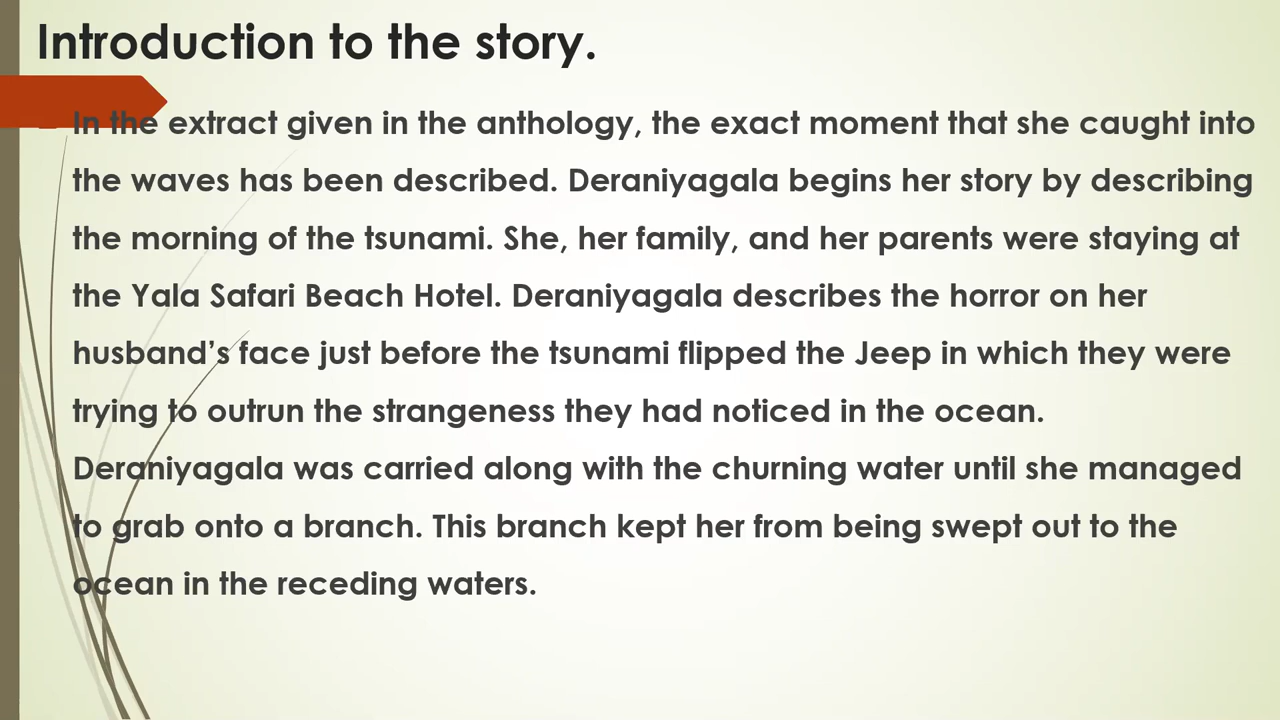 Introduction to the story.
In the extract given in the anthology, the exact moment that she caught into
the waves has been described. Deraniyagala begins her story by describing
the morning of the tsunami. She, her family, and her parents were staying at
the Yala Safari Beach Hotel. Deraniyagala describes the horror on her
husband’s face just before the tsunami flipped the Jeep in which they were
trying to outrun the strangeness they had noticed in the ocean.
Deraniyagala was carried along with the churning water until she managed
to grab onto a branch. This branch kept her from being swept out to the
ocean in the receding waters.